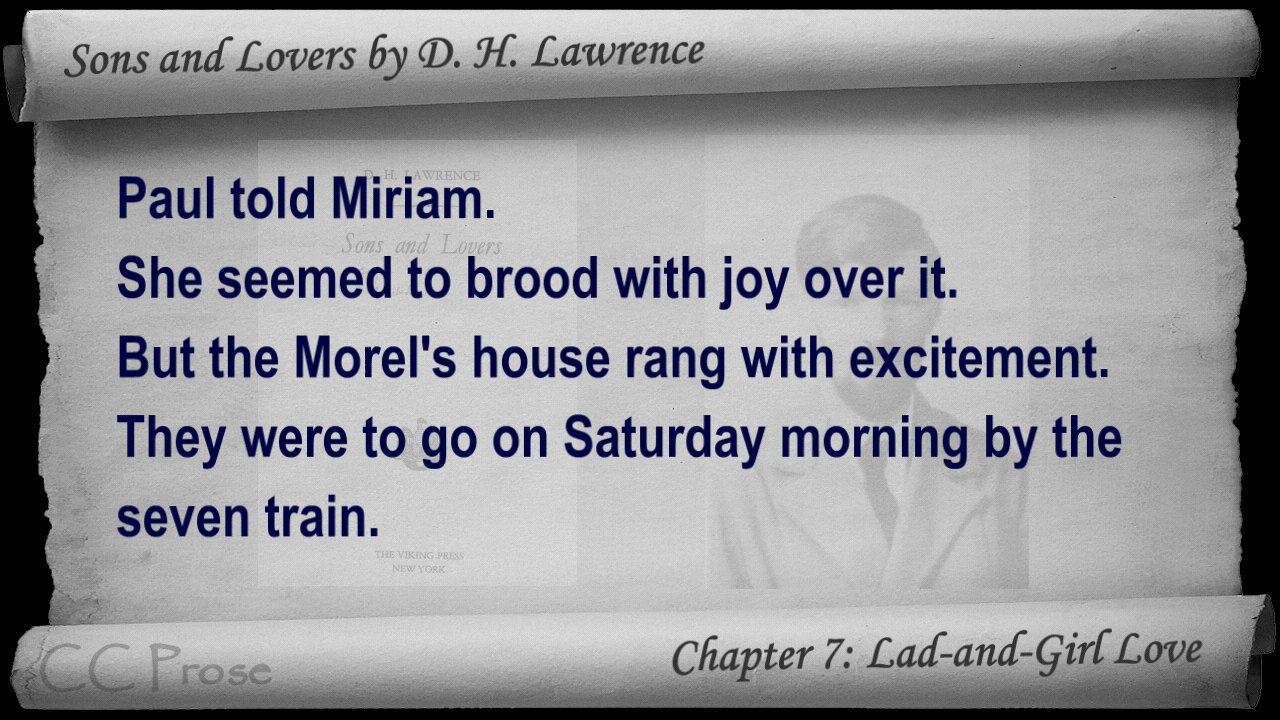 Sons and Lovers by D. H. Lawrence
D. H. LAWRENCE
Paul told Miriam.
Sons and Lovers
She seemed to brood with joy over it.
But the Morel's house rang with excitement.
They were to go on Saturday morning by the
seven train.
THE VIKING PRESS
NEW YORK
Chapter 7: Lad-and-Girl Love
CC Prose